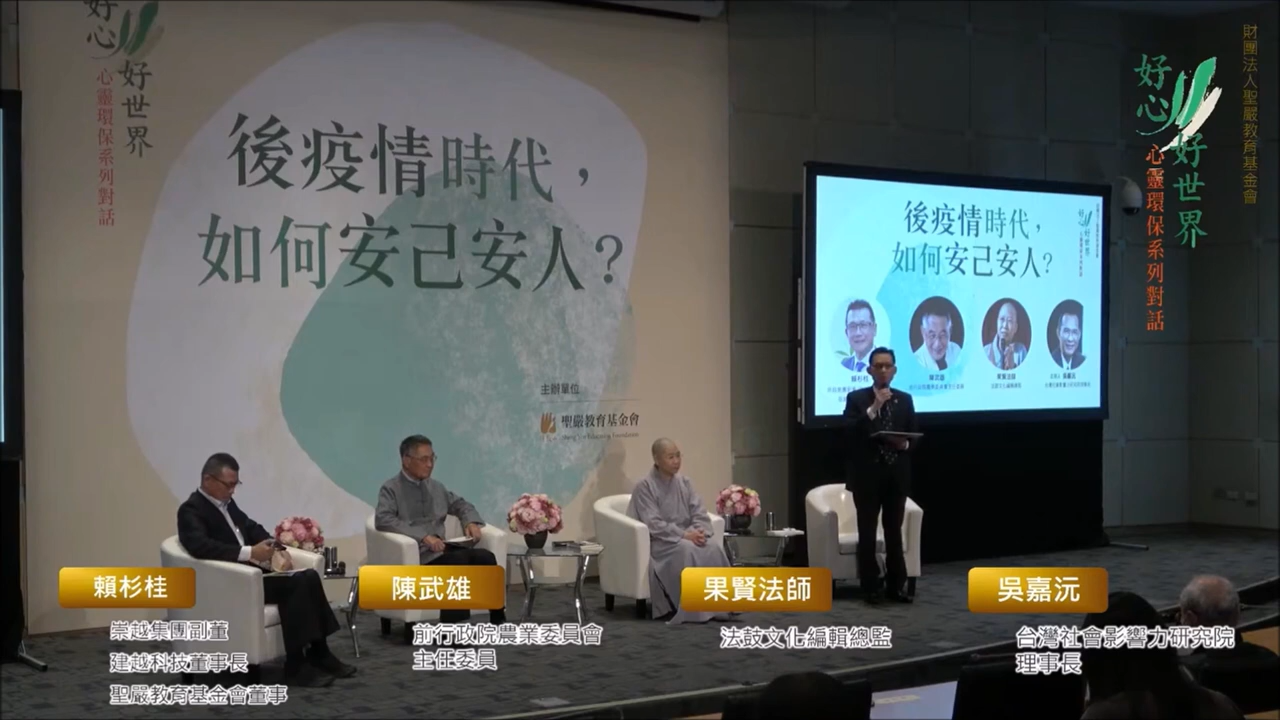 好心
好世界
心靈環保系列對話
後疫情時代，
如何安己安人？
主辦單位
聖嚴教育基金會
後疫情時代，
如何安己安人？
好心
好世界
心靈環保系列對話
財團法人聖嚴教育基金會
賴杉桂
崇越集團副董
建越科技董事長
聖嚴教育基金會董事
陳武雄
前行政院農業委員會
主任委員
果賢法師
法鼓文化編輯總監
吳嘉沅
台灣社會影響力研究院
理事長